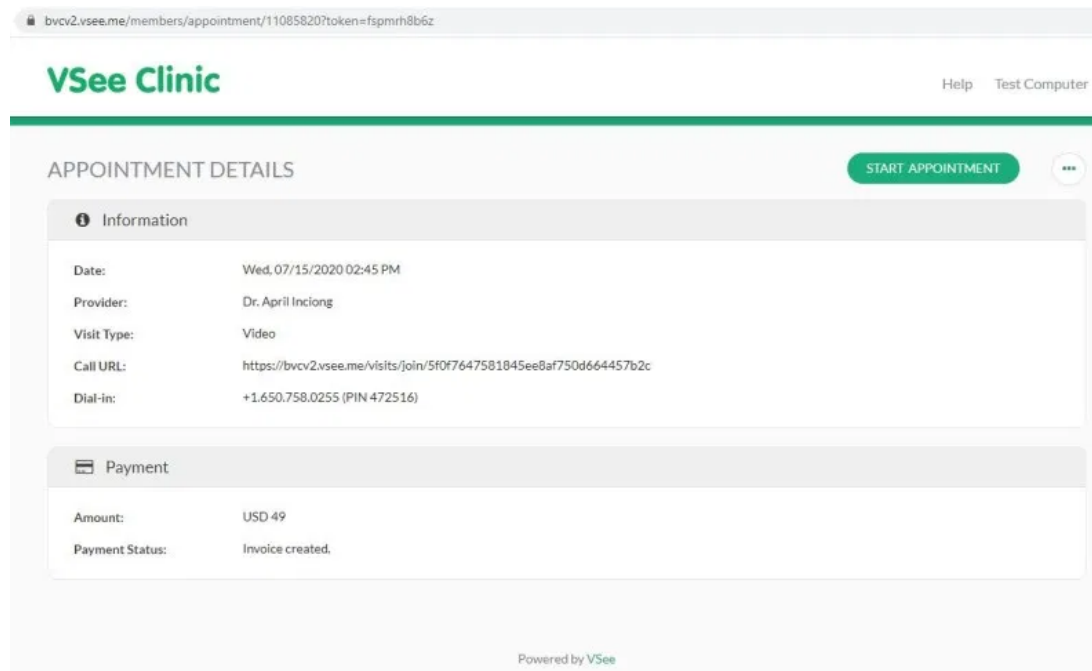 bvcv2.vsee.me/members/appointment/11085820?token=fspmrh8b6z
VSee Clinic
Help Test Computer
APPOINTMENT DETAILS
START APPOINTMENT
Information
Date: Wed, 07/15/2020 02:45 PM
Provider: Dr. April Inciong
Visit Type: Video
Call URL: https://bvcv2.vsee.me/visits/join/5f0f7647581845ee8af750d664457b2c
Dial-in: +1.650.758.0255 (PIN 472516)
Payment
Amount: USD 49
Payment Status: Invoice created.
Powered by VSee